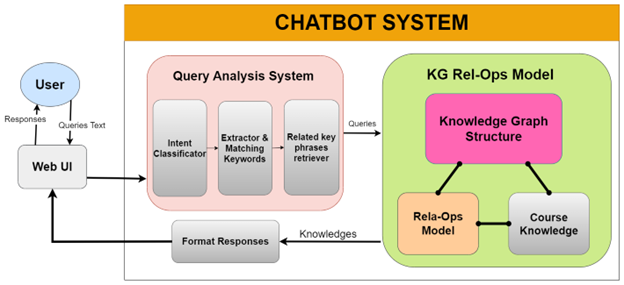 CHATBOT SYSTEM
User
Responses
Queries Text
Web UI
Query Analysis System
Intent
Classificator
Extractor &
Matching
Keywords
Related key
phrases
retriever
Queries
KG Rel-Ops Model
Knowledge Graph
Structure
Rela-Ops
Model
Course
Knowledge
Knowledges
Format Responses